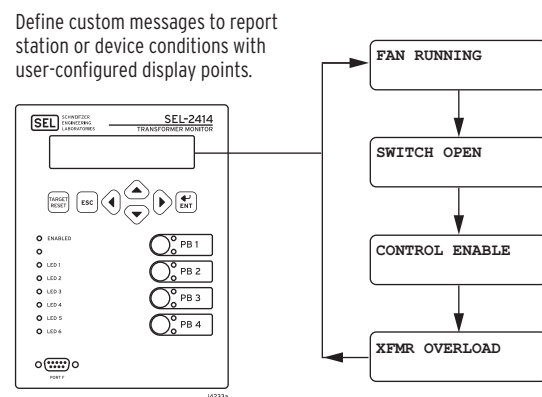 Define custom messages to report
station or device conditions with
user-configured display points.
SEL SCHWEITZER
ENGINEERING
LABORATORIES
SEL-2414
TRANSFORMER MONITOR
TARGET
RESET
ESC
ENT
ENABLED
LED 1
LED 2
LED 3
LED 4
LED 5
LED 6
PB 1
PB 2
PB 3
PB 4
PORT F
i4233a
FAN RUNNING
SWITCH OPEN
CONTROL ENABLE
XFMR OVERLOAD